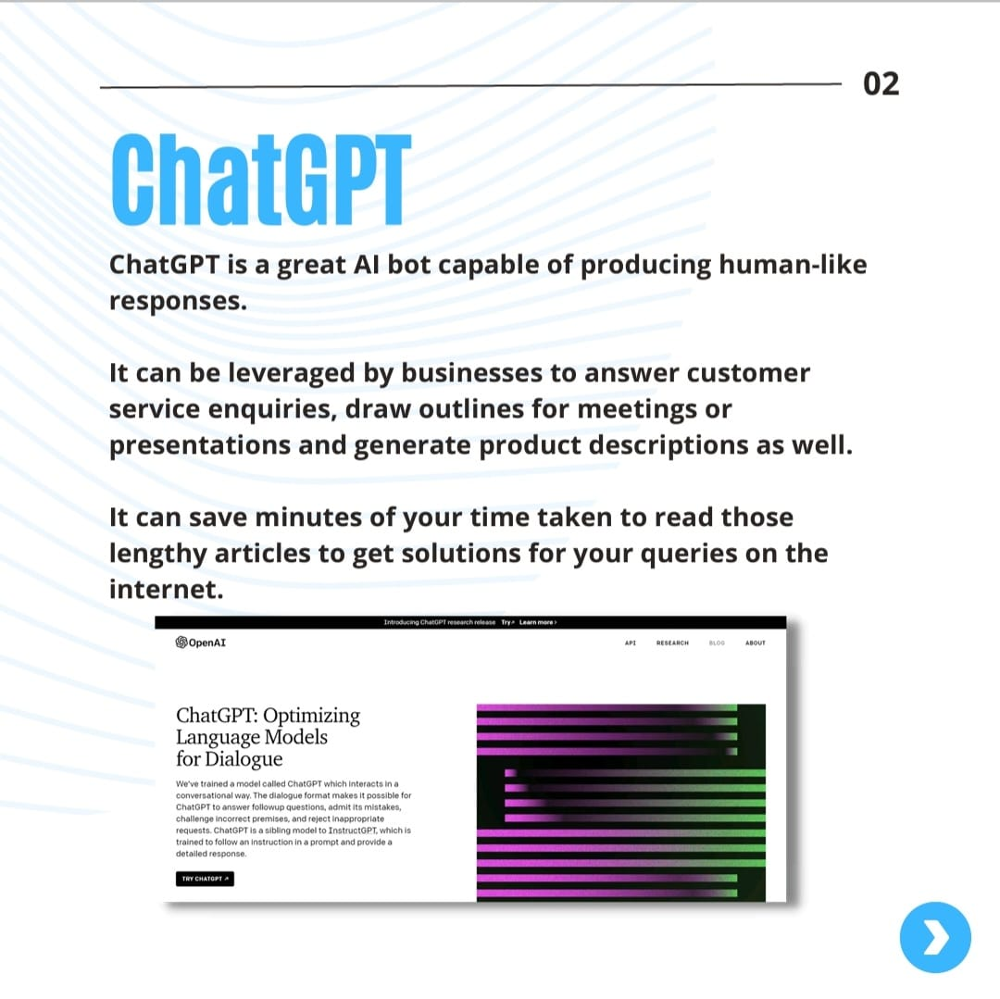 02
ChatGPT
ChatGPT is a great AI bot capable of producing human-like
responses.
It can be leveraged by businesses to answer customer
service enquiries, draw outlines for meetings or
presentations and generate product descriptions as well.
It can save minutes of your time taken to read those
lengthy articles to get solutions for your queries on the
internet.
Introducing ChatGPT research release Try↗ Learn more›
OpenAI
API RESEARCH BLOG ABOUT
ChatGPT: Optimizing
Language Models
for Dialogue
We've trained a model called ChatGPT which interacts in a
conversational way. The dialogue format makes it possible for
ChatGPT to answer followup questions, admit its mistakes,
challenge incorrect premises, and reject inappropriate
requests. ChatGPT is a sibling model to InstructGPT, which is
trained to follow an instruction in a prompt and provide a
detailed response.
TRY CHATGPT ↗